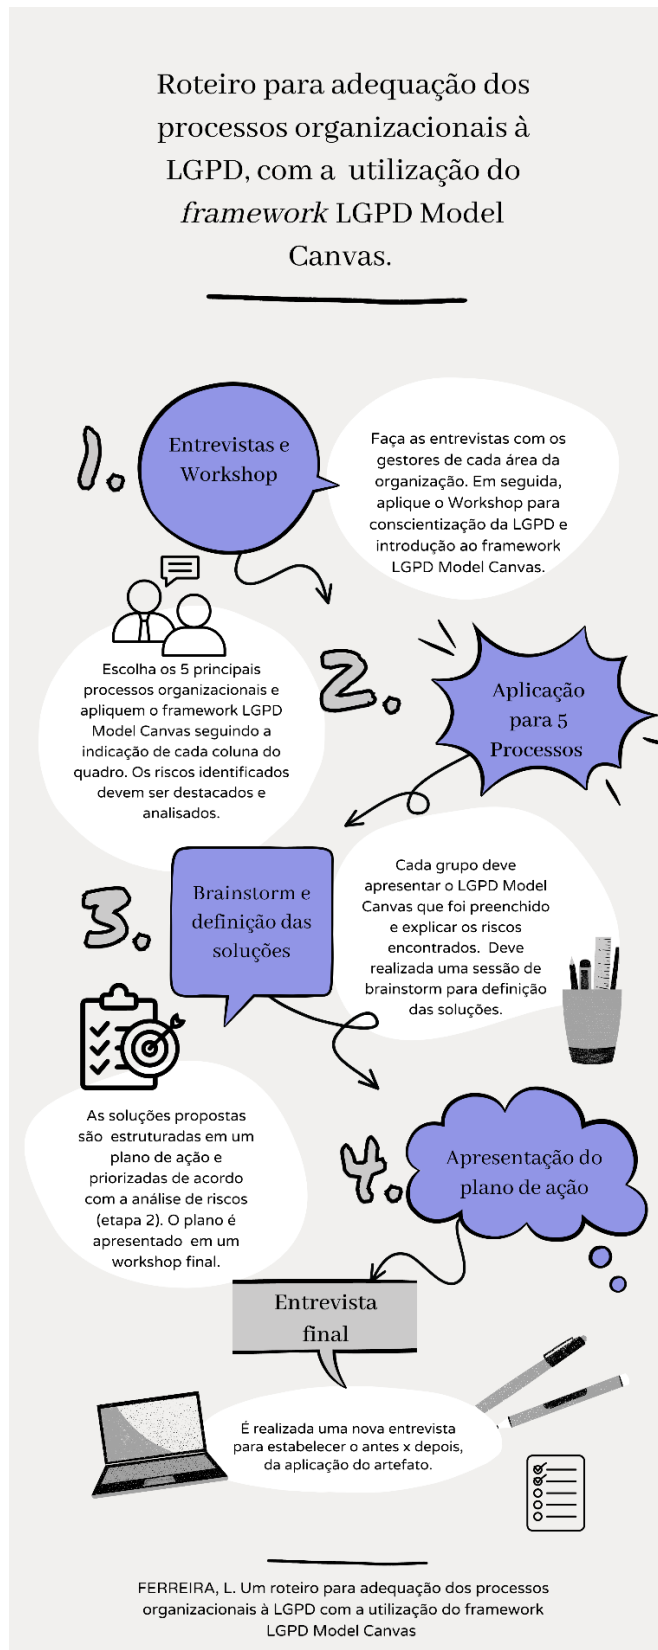 Roteiro para adequação dos
processos organizacionais à
LGPD, com a utilização do
framework LGPD Model
Canvas.
1.
Entrevistas e
Workshop
Faça as entrevistas com os
gestores de cada área da
organização. Em seguida,
aplique o Workshop para
conscientização da LGPD e
introdução ao framework
LGPD Model Canvas.
2.
Aplicação
para 5
Processos
Escolha os 5 principais
processos organizacionais e
apliquem o framework LGPD
Model Canvas seguindo a
indicação de cada coluna do
quadro. Os riscos identificados
devem ser destacados e
analisados.
3.
Brainstorm e
definição das
soluções
Cada grupo deve
apresentar o LGPD Model
Canvas que foi preenchido
e explicar os riscos
encontrados. Deve
realizada uma sessão de
brainstorm para definição
das soluções.
4.
Apresentação do
plano de ação
As soluções propostas
são estruturadas em um
plano de ação e
priorizadas de acordo
com a análise de riscos
(etapa 2). O plano é
apresentado em um
workshop final.
Entrevista
final
É realizada uma nova entrevista
para estabelecer o antes x depois,
da aplicação do artefato.
FERREIRA, L. Um roteiro para adequação dos processos
organizacionais à LGPD com a utilização do framework
LGPD Model Canvas